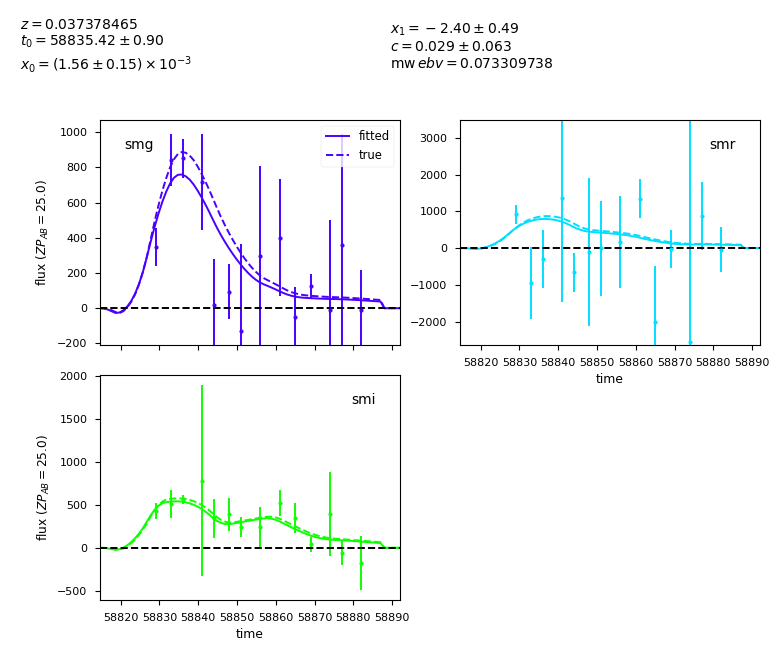 z = 0.037378465
t₀ = 58835.42 ± 0.90
x₀ = (1.56 ± 0.15) × 10⁻³
x₁ = −2.40 ± 0.49
c = 0.029 ± 0.063
mw ebv = 0.073309738
smg
fitted
true
1000
800
600
400
200
0
−200
flux (ZP_AB = 25.0)
smr
3000
2000
1000
0
−1000
−2000
58820 58830 58840 58850 58860 58870 58880 58890
time
smi
2000
1500
1000
500
0
−500
flux (ZP_AB = 25.0)
58820 58830 58840 58850 58860 58870 58880 58890
time